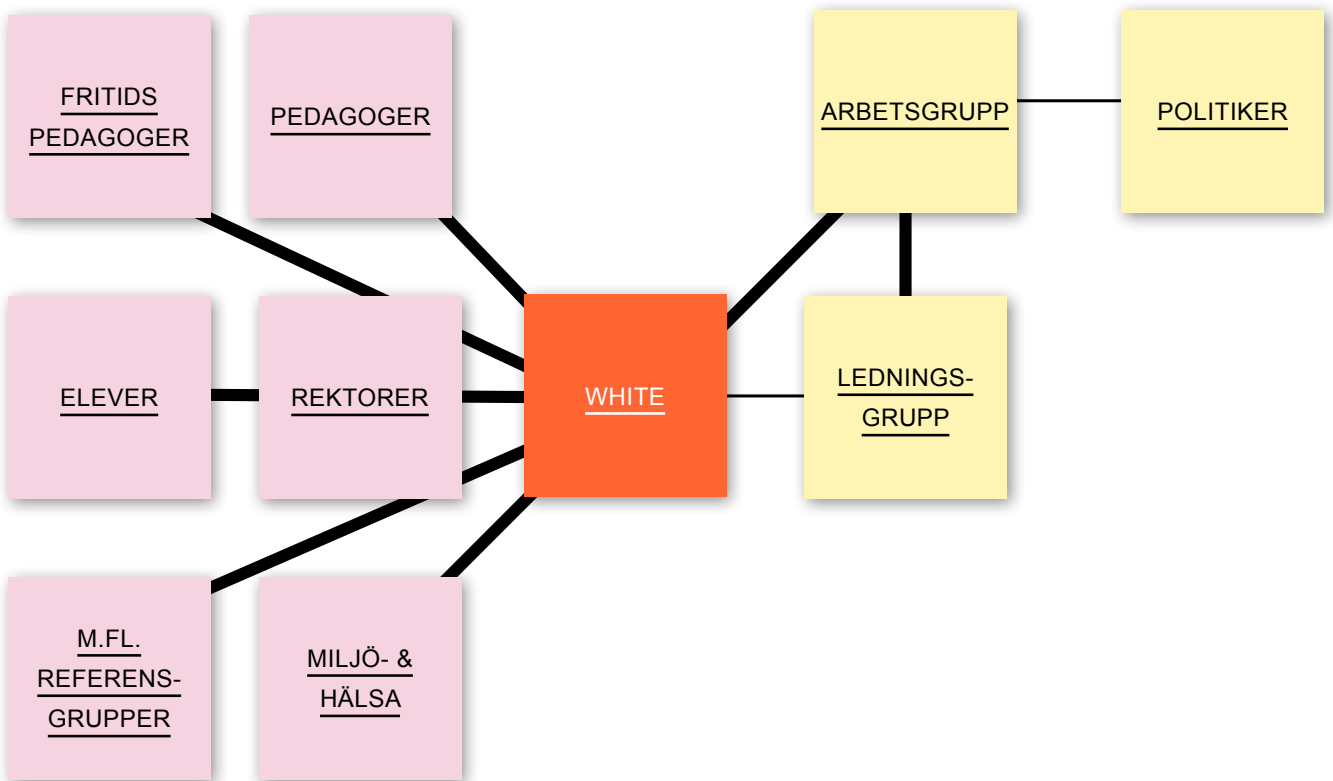 FRITIDS
PEDAGOGER
PEDAGOGER
ARBETSGRUPP
POLITIKER
ELEVER
REKTORER
WHITE
LEDNINGS-
GRUPP
M.FL.
REFERENS-
GRUPPER
MILJÖ- &
HÄLSA